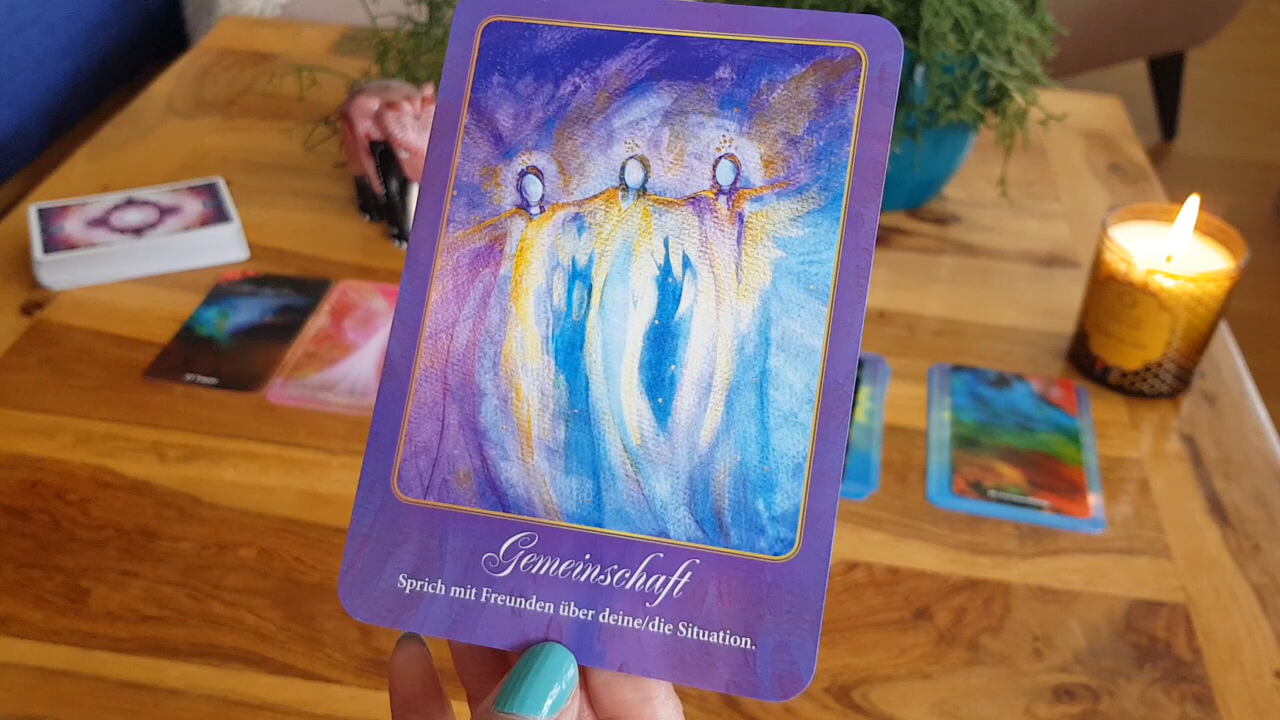 Gemeinschaft
Sprich mit Freunden über deine/die Situation.